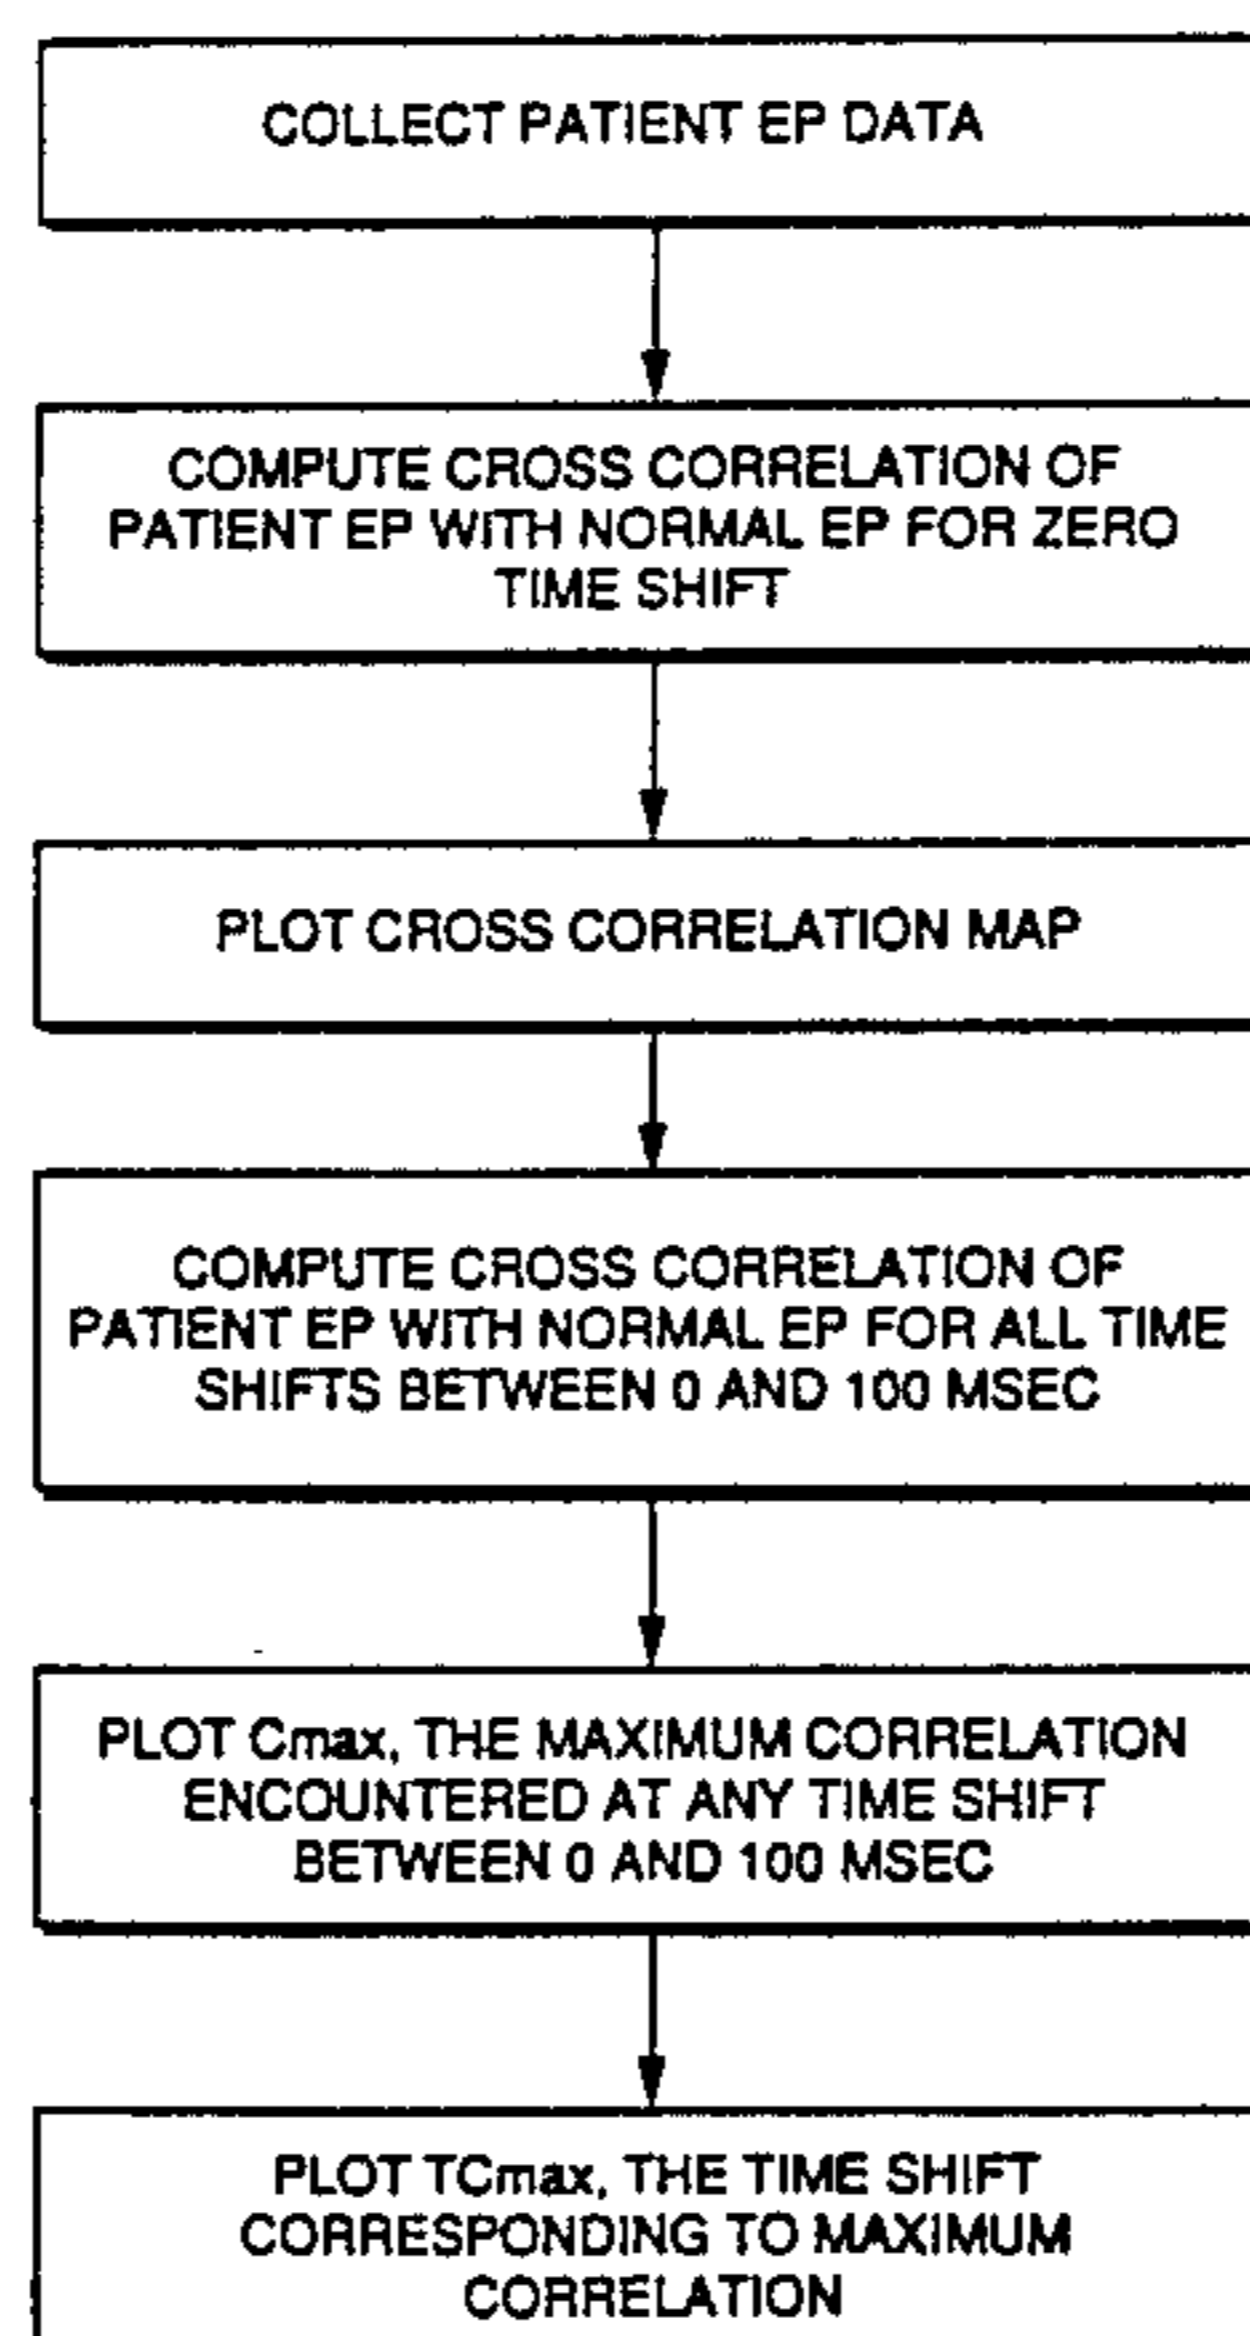 COLLECT PATIENT EP DATA
COMPUTE CROSS CORRELATION OF
PATIENT EP WITH NORMAL EP FOR ZERO
TIME SHIFT
PLOT CROSS CORRELATION MAP
COMPUTE CROSS CORRELATION OF
PATIENT EP WITH NORMAL EP FOR ALL TIME
SHIFTS BETWEEN 0 AND 100 MSEC
PLOT Cmax, THE MAXIMUM CORRELATION
ENCOUNTERED AT ANY TIME SHIFT
BETWEEN 0 AND 100 MSEC
PLOT TCmax, THE TIME SHIFT
CORRESPONDING TO MAXIMUM
CORRELATION